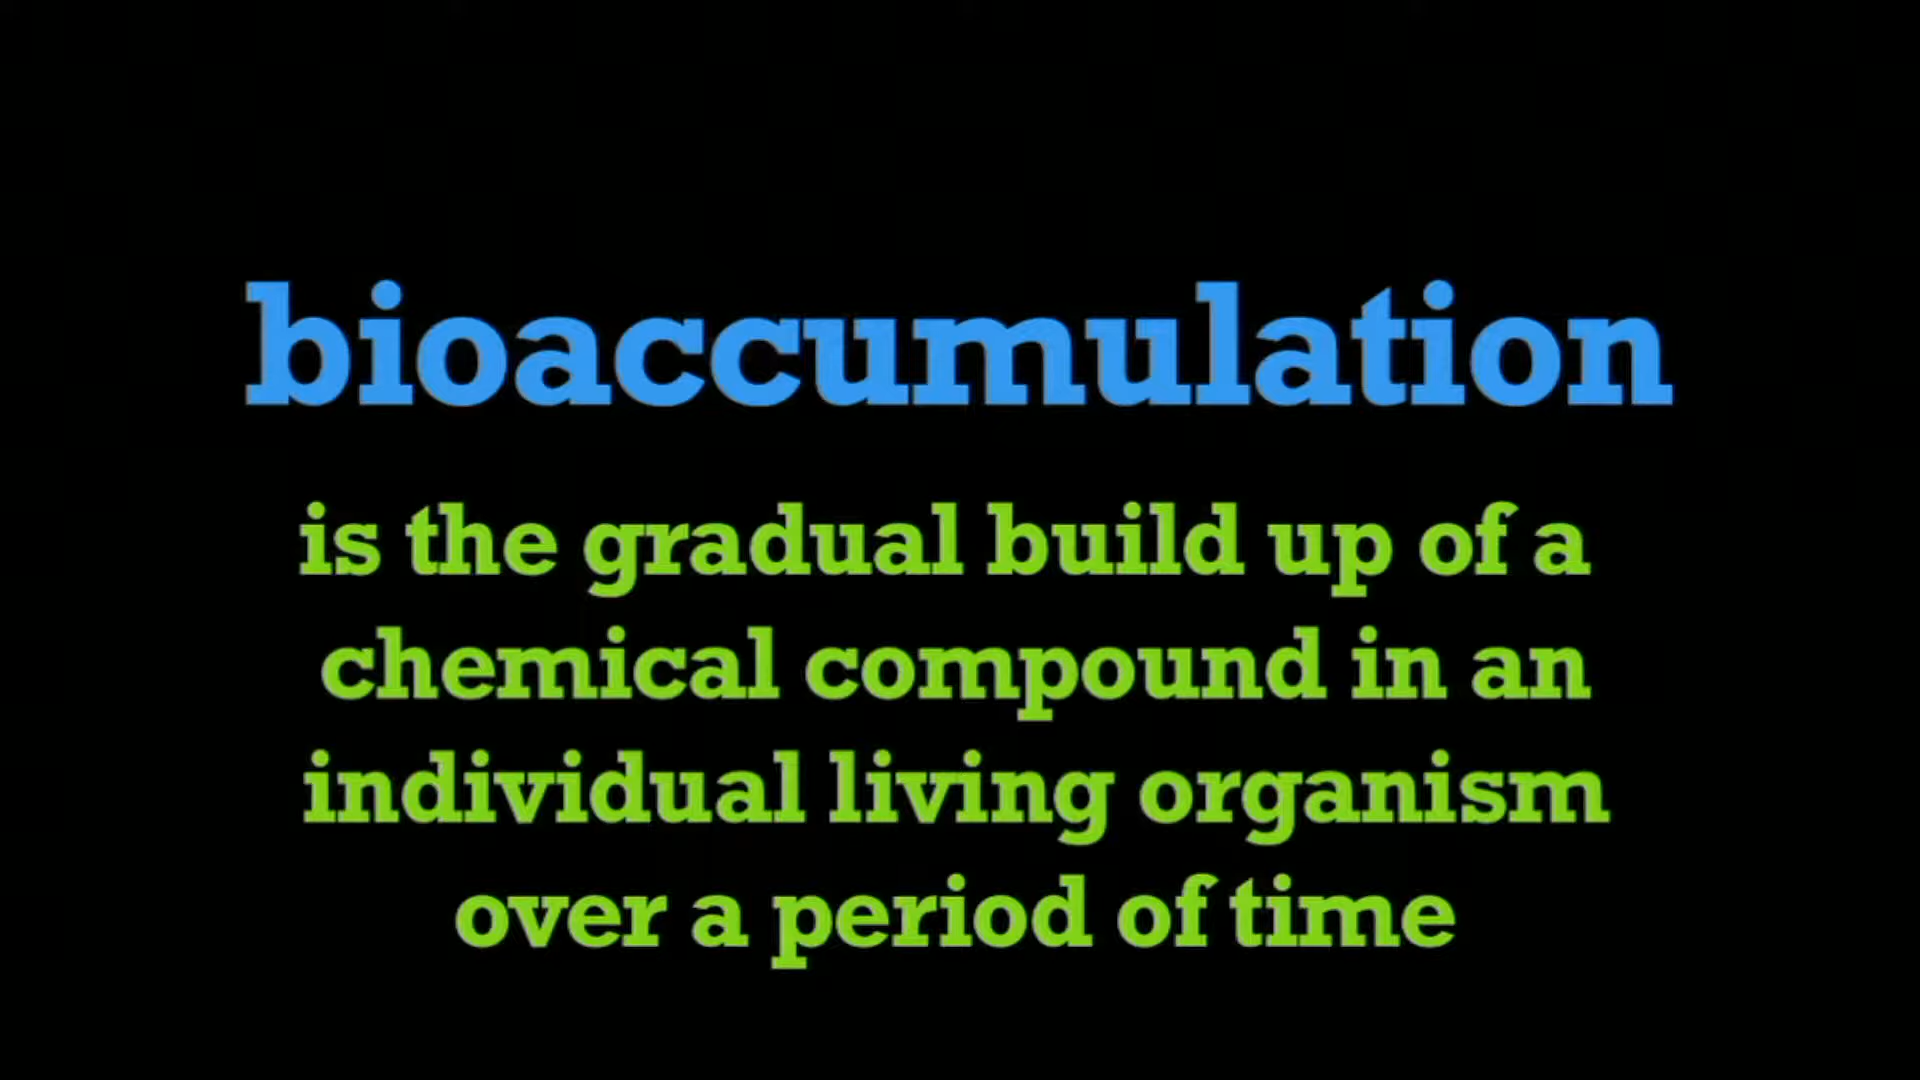 bioaccumulation
is the gradual build up of a
chemical compound in an
individual living organism
over a period of time